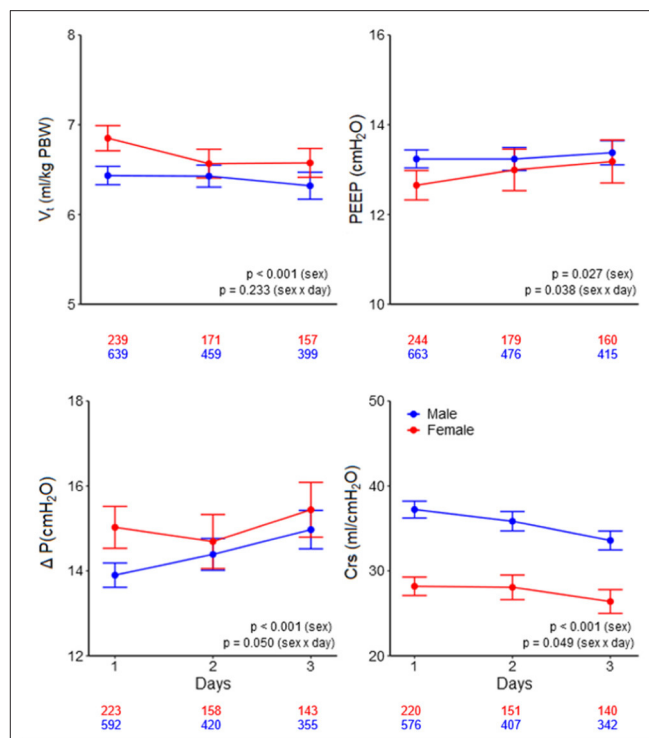 8
7
6
5
Vt (ml/kg PBW)
p < 0.001 (sex)
p = 0.233 (sex x day)
239 171 157
639 459 399
16
14
12
10
PEEP (cmH2O)
p = 0.027 (sex)
p = 0.038 (sex x day)
244 179 160
663 476 415
18
16
14
12
Δ P(cmH2O)
p < 0.001 (sex)
p = 0.050 (sex x day)
1 2 3
Days
223 158 143
592 420 355
50
40
30
20
Crs (ml/cmH2O)
Male
Female
p < 0.001 (sex)
p = 0.049 (sex x day)
1 2 3
Days
220 151 140
576 407 342